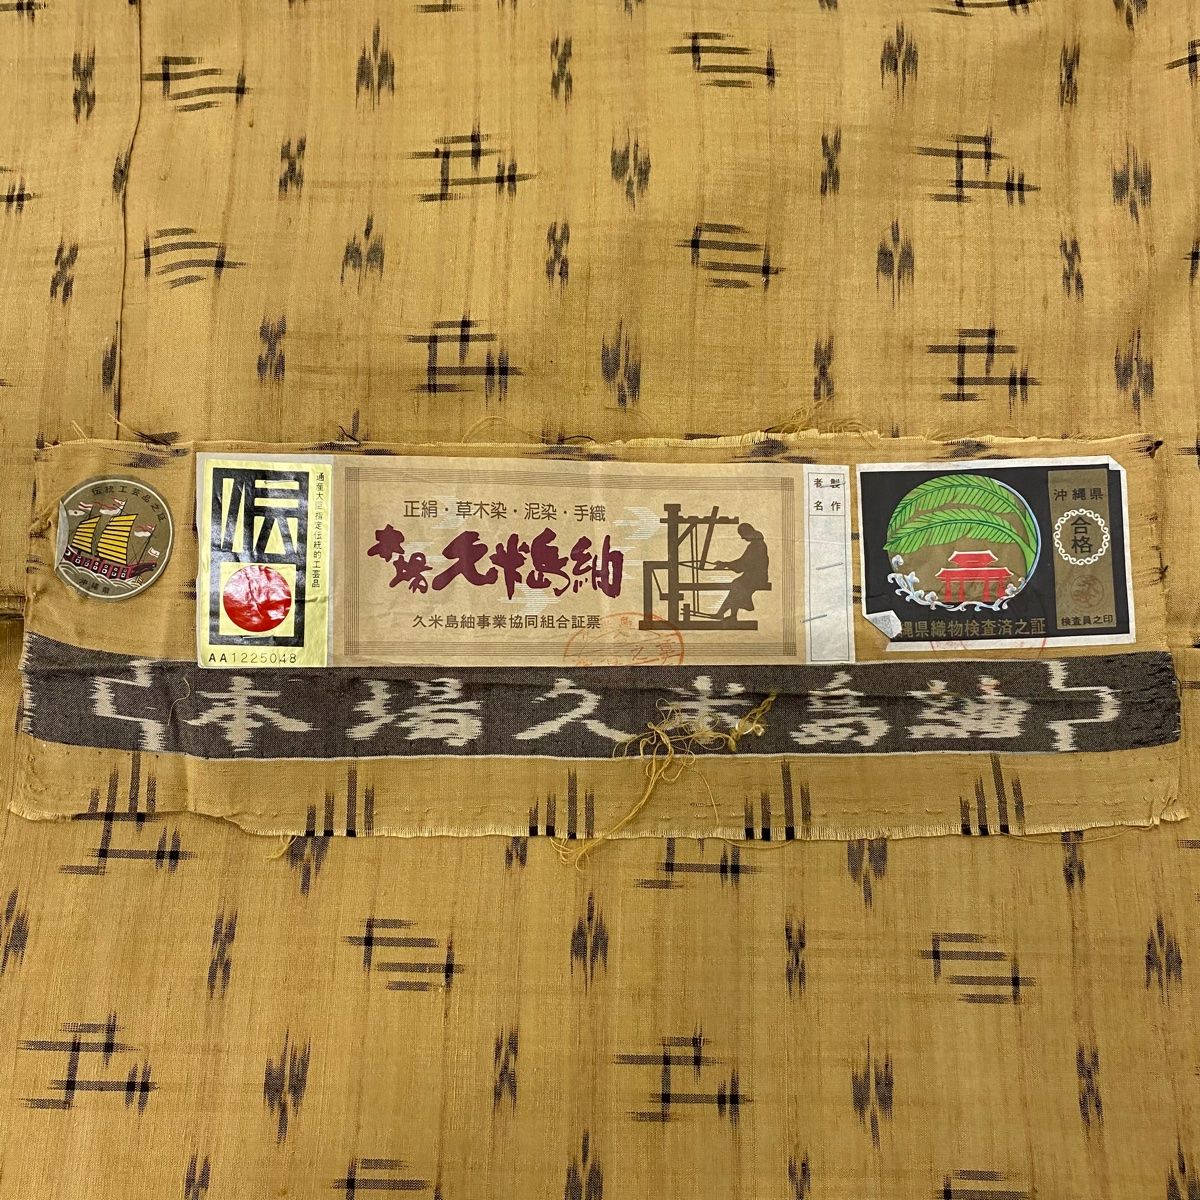 伝統工芸品之証
沖縄県
伝
通産大臣指定伝統的工芸品
AA1225048
正絹・草木染・泥染・手織
本場久米島紬
久米島紬事業協同組合証票
製作
者名
沖縄県
合格
検査員之印
縄県織物検査済之証
本場久米島紬